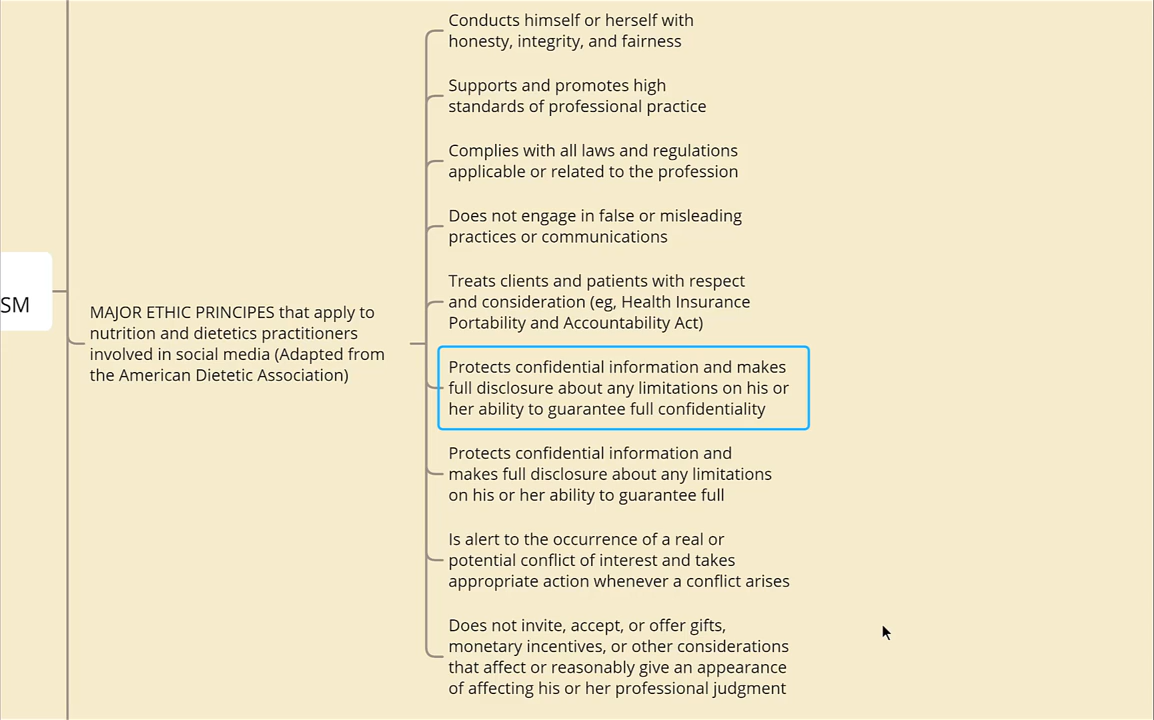 Conducts himself or herself with
honesty, integrity, and fairness
Supports and promotes high
standards of professional practice
Complies with all laws and regulations
applicable or related to the profession
Does not engage in false or misleading
practices or communications
Treats clients and patients with respect
and consideration (eg, Health Insurance
Portability and Accountability Act)
SM
MAJOR ETHIC PRINCIPES that apply to
nutrition and dietetics practitioners
involved in social media (Adapted from
the American Dietetic Association)
Protects confidential information and makes
full disclosure about any limitations on his or
her ability to guarantee full confidentiality
Protects confidential information and
makes full disclosure about any limitations
on his or her ability to guarantee full
Is alert to the occurrence of a real or
potential conflict of interest and takes
appropriate action whenever a conflict arises
Does not invite, accept, or offer gifts,
monetary incentives, or other considerations
that affect or reasonably give an appearance
of affecting his or her professional judgment